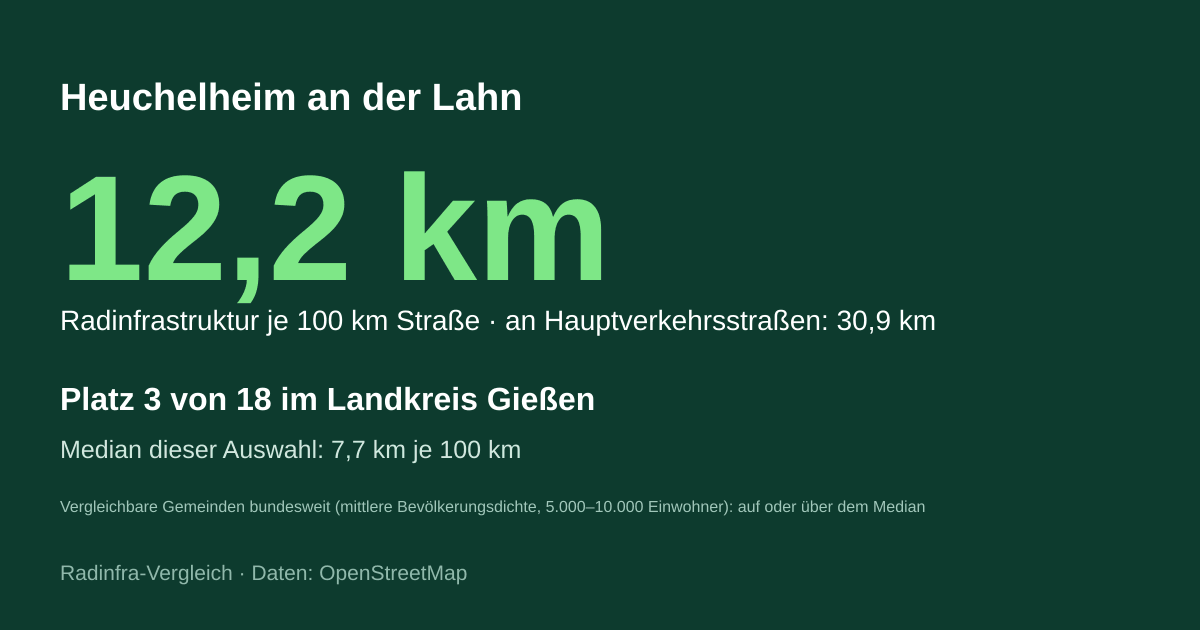 Heuchelheim an der Lahn
12,2 km
Radinfrastruktur je 100 km Straße · an Hauptverkehrsstraßen: 30,9 km
Platz 3 von 18 im Landkreis Gießen
Median dieser Auswahl: 7,7 km je 100 km
Vergleichbare Gemeinden bundesweit (mittlere Bevölkerungsdichte, 5.000–10.000 Einwohner): auf oder über dem Median
Radinfra-Vergleich · Daten: OpenStreetMap